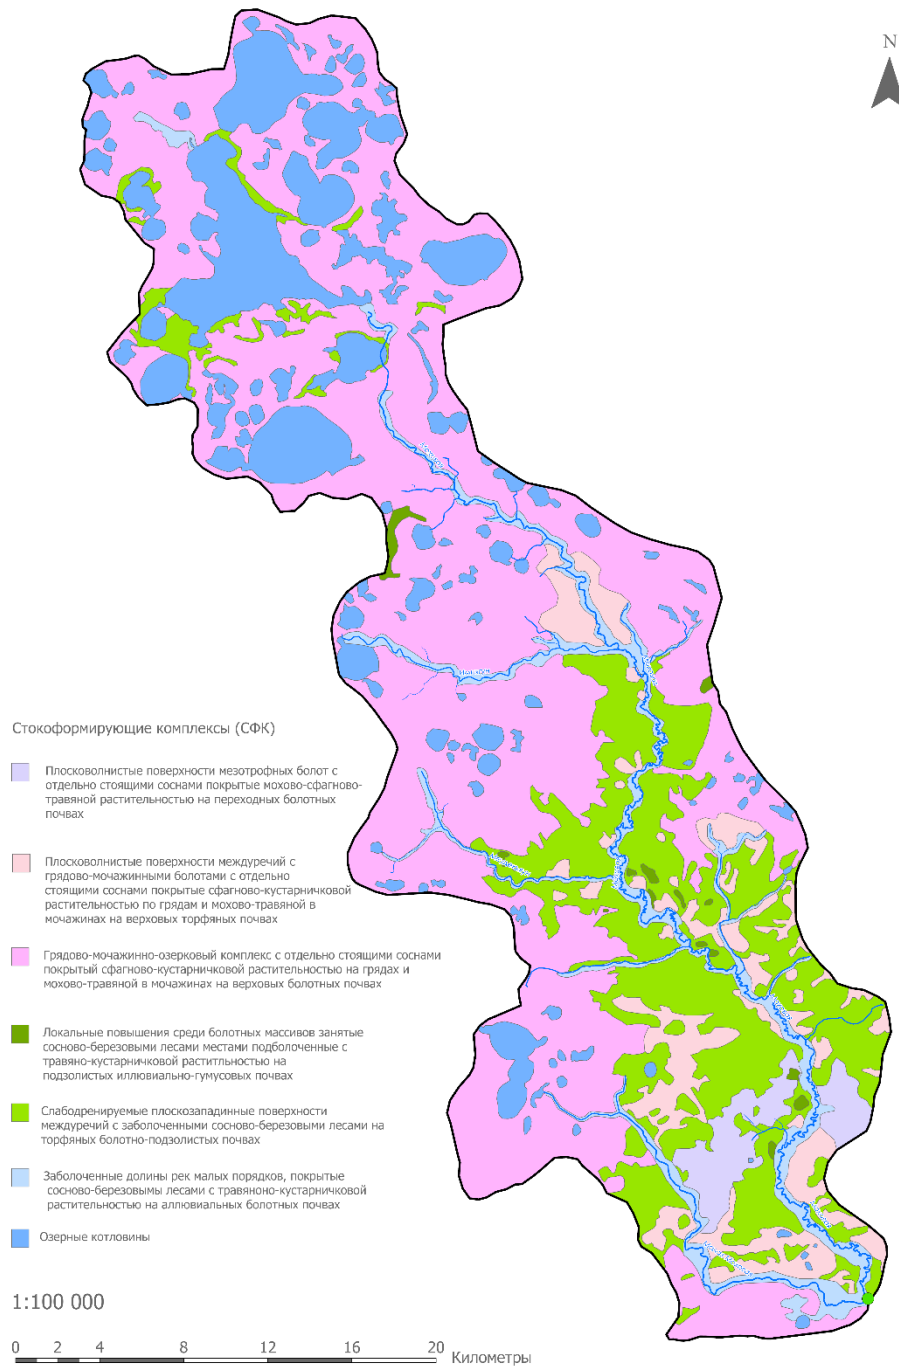 N
Стокоформирующие комплексы (СФК)
Плосковолнистые поверхности мезотрофных болот с
отдельно стоящими соснами покрытые мохово-сфагново-
травяной растительностью на переходных болотных
почвах
Плосковолнистые поверхности междуречий с
грядово-мочажинными болотами с отдельно
стоящими соснами покрытые сфагново-кустарничковой
растительностью по грядам и мохово-травяной в
мочажинах на верховых торфяных почвах
Грядово-мочажинно-озерковый комплекс с отдельно стоящими соснами
покрытый сфагново-кустарничковой растительностью на грядах и
мохово-травяной в мочажинах на верховых болотных почвах
Локальные повышения среди болотных массивов занятые
сосново-березовыми лесами местами подболоченные с
травяно-кустарничковой раститльностью на
подзолистых иллювиально-гумусовых почвах
Слабодренируемые плоскозападинные поверхности
междуречий с заболоченными сосново-березовыми лесами на
торфяных болотно-подзолистых почвах
Заболоченные долины рек малых порядков, покрытые
сосново-березовымы лесами с травяноно-кустарничковой
растительностью на аллювиальных болотных почвах
Озерные котловины
1:100 000
0 2 4 8 12 16 20
Километры